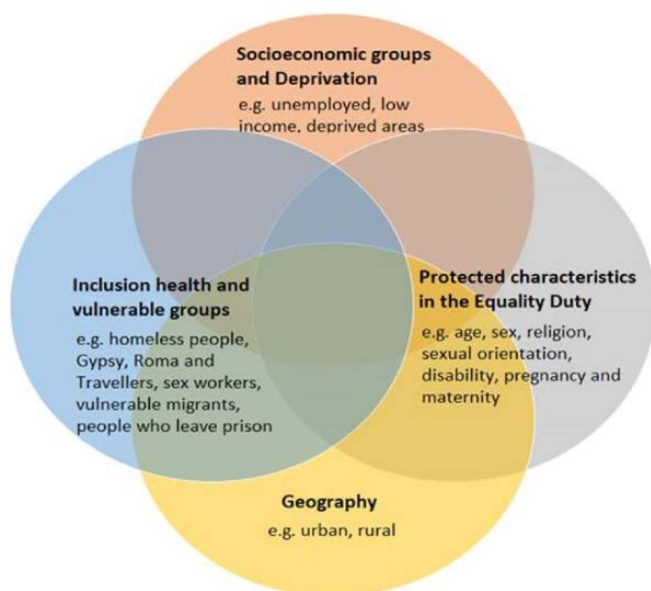 Socioeconomic groups
and Deprivation
e.g. unemployed, low
income, deprived areas
Inclusion health and
vulnerable groups
e.g. homeless people,
Gypsy, Roma and
Travellers, sex workers,
vulnerable migrants,
people who leave prison
Protected characteristics
in the Equality Duty
e.g. age, sex, religion,
sexual orientation,
disability, pregnancy and
maternity
Geography
e.g. urban, rural